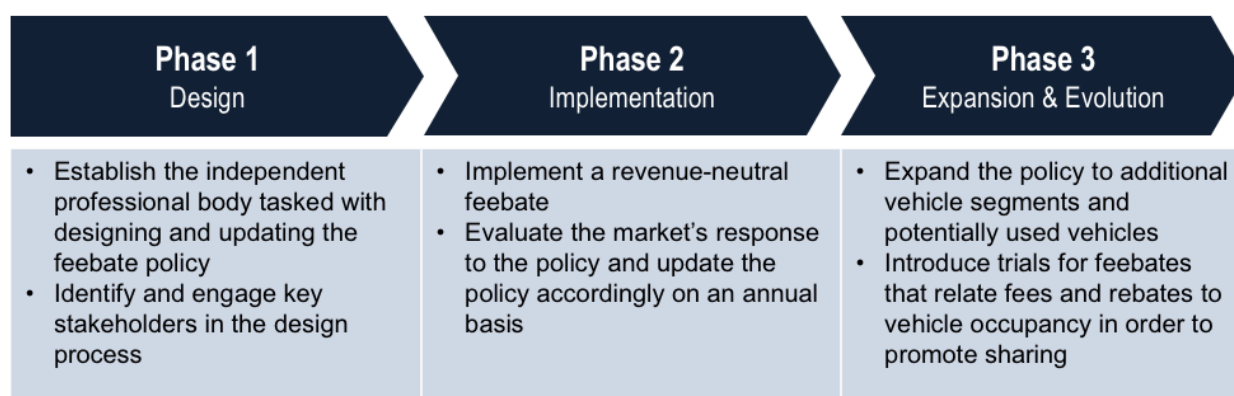 Phase 1
Design
Phase 2
Implementation
Phase 3
Expansion & Evolution
• Establish the independent
professional body tasked with
designing and updating the
feebate policy
• Identify and engage key
stakeholders in the design
process
• Implement a revenue-neutral
feebate
• Evaluate the market’s response
to the policy and update the
policy accordingly on an annual
basis
• Expand the policy to additional
vehicle segments and
potentially used vehicles
• Introduce trials for feebates
that relate fees and rebates to
vehicle occupancy in order to
promote sharing